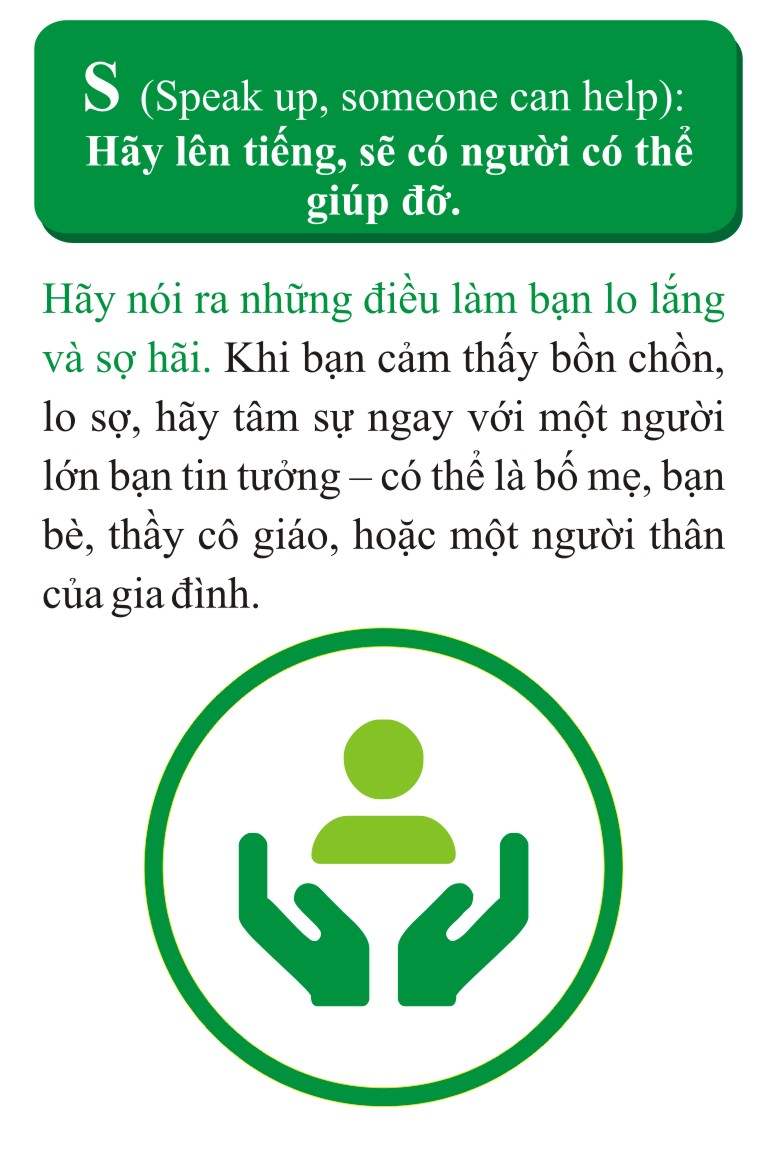 S (Speak up, someone can help):
Hãy lên tiếng, sẽ có người có thể
giúp đỡ.
Hãy nói ra những điều làm bạn lo lắng
và sợ hãi. Khi bạn cảm thấy bồn chồn,
lo sợ, hãy tâm sự ngay với một người
lớn bạn tin tưởng – có thể là bố mẹ, bạn
bè, thầy cô giáo, hoặc một người thân
của gia đình.